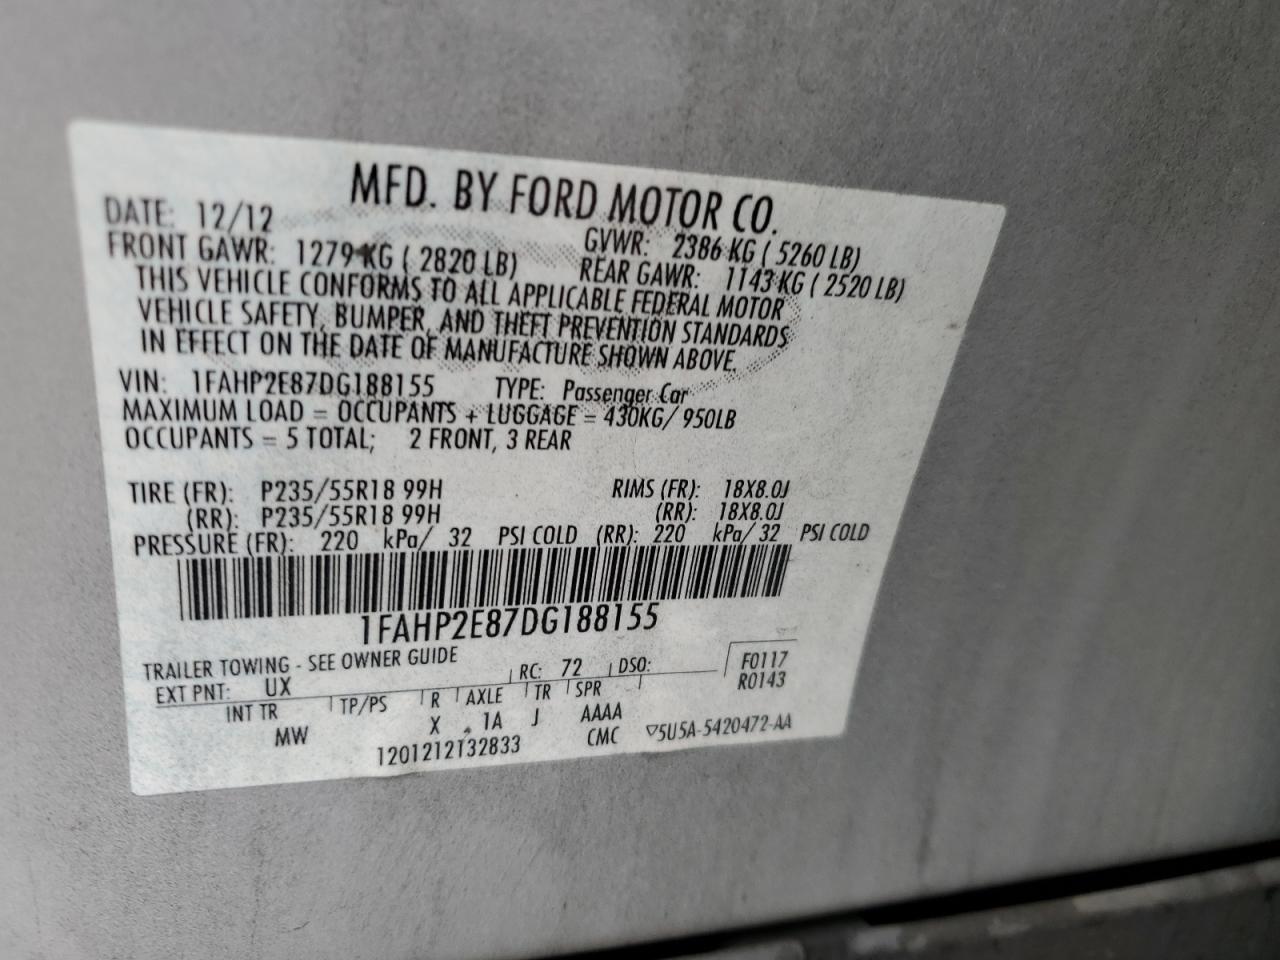 MFD. BY FORD MOTOR CO.
DATE: 12/12 GVWR: 2386 KG ( 5260 LB)
FRONT GAWR: 1279 KG ( 2820 LB) REAR GAWR: 1143 KG ( 2520 LB)
THIS VEHICLE CONFORMS TO ALL APPLICABLE FEDERAL MOTOR
VEHICLE SAFETY, BUMPER, AND THEFT PREVENTION STANDARDS
IN EFFECT ON THE DATE OF MANUFACTURE SHOWN ABOVE.
VIN: 1FAHP2E87DG188155 TYPE: Passenger Car
MAXIMUM LOAD = OCCUPANTS + LUGGAGE = 430KG/ 950LB
OCCUPANTS = 5 TOTAL; 2 FRONT, 3 REAR
TIRE (FR): P235/55R18 99H RIMS (FR): 18X8.0J
(RR): P235/55R18 99H (RR): 18X8.0J
PRESSURE (FR): 220 kPa/ 32 PSI COLD (RR): 220 kPa/ 32 PSI COLD
1FAHP2E87DG188155
TRAILER TOWING - SEE OWNER GUIDE
EXT PNT: UX RC: 72 DSO: F0117
R0143
INT TR TP/PS R AXLE TR SPR
MW X 1A J AAAA
1201212132833 CMC 5U5A-5420472-AA